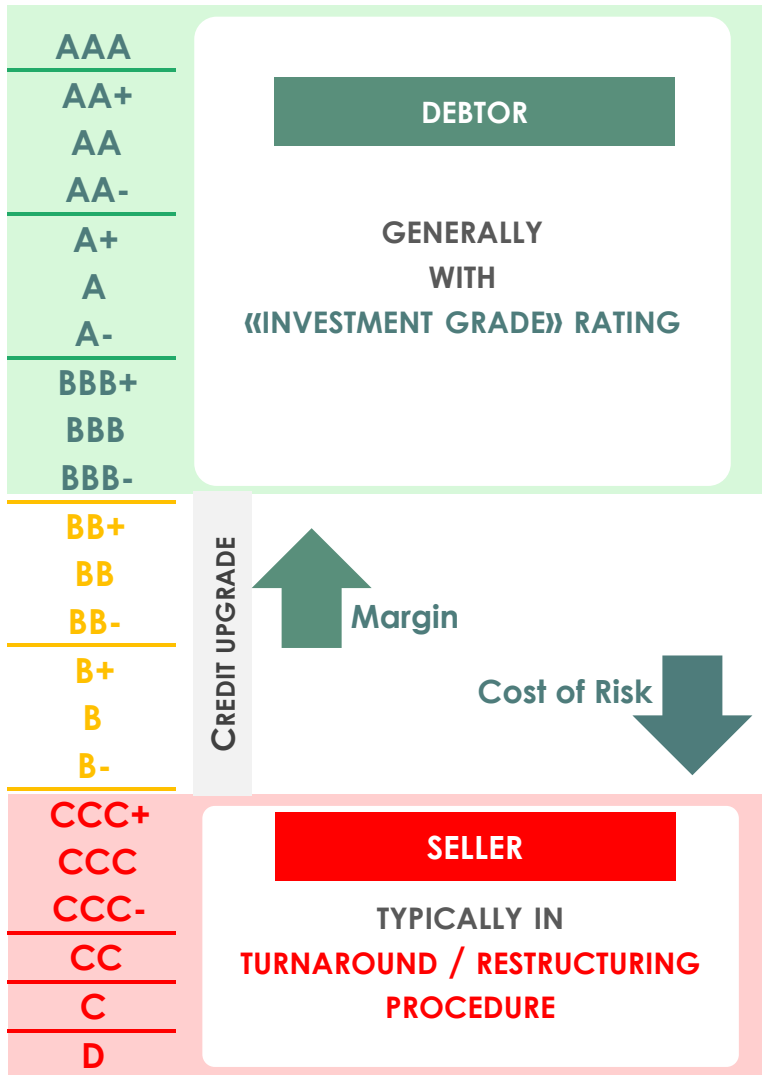 AAA
AA+
AA
AA-
A+
A
A-
BBB+
BBB
BBB-
BB+
BB
BB-
B+
B
B-
CCC+
CCC
CCC-
CC
C
D
DEBTOR
GENERALLY
WITH
«INVESTMENT GRADE» RATING
CREDIT UPGRADE
Margin
Cost of Risk
SELLER
TYPICALLY IN
TURNAROUND / RESTRUCTURING
PROCEDURE